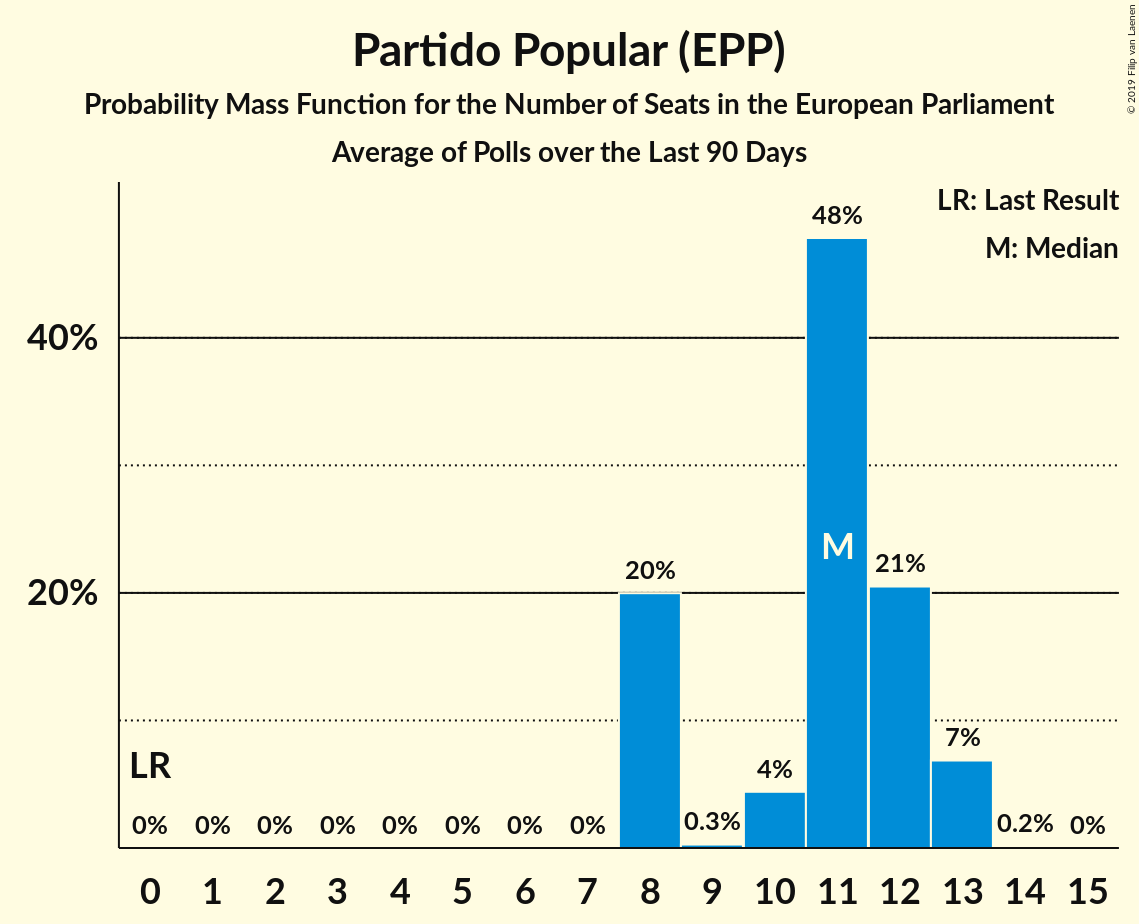 Partido Popular (EPP)
Probability Mass Function for the Number of Seats in the European Parliament
Average of Polls over the Last 90 Days
© 2019 Filip van Laenen
LR: Last Result
M: Median
48%
40%
M
20%
21%
20%
7%
4%
LR
0% 0% 0% 0% 0% 0% 0% 0% 0.3% 0.2% 0%
0 1 2 3 4 5 6 7 8 9 10 11 12 13 14 15